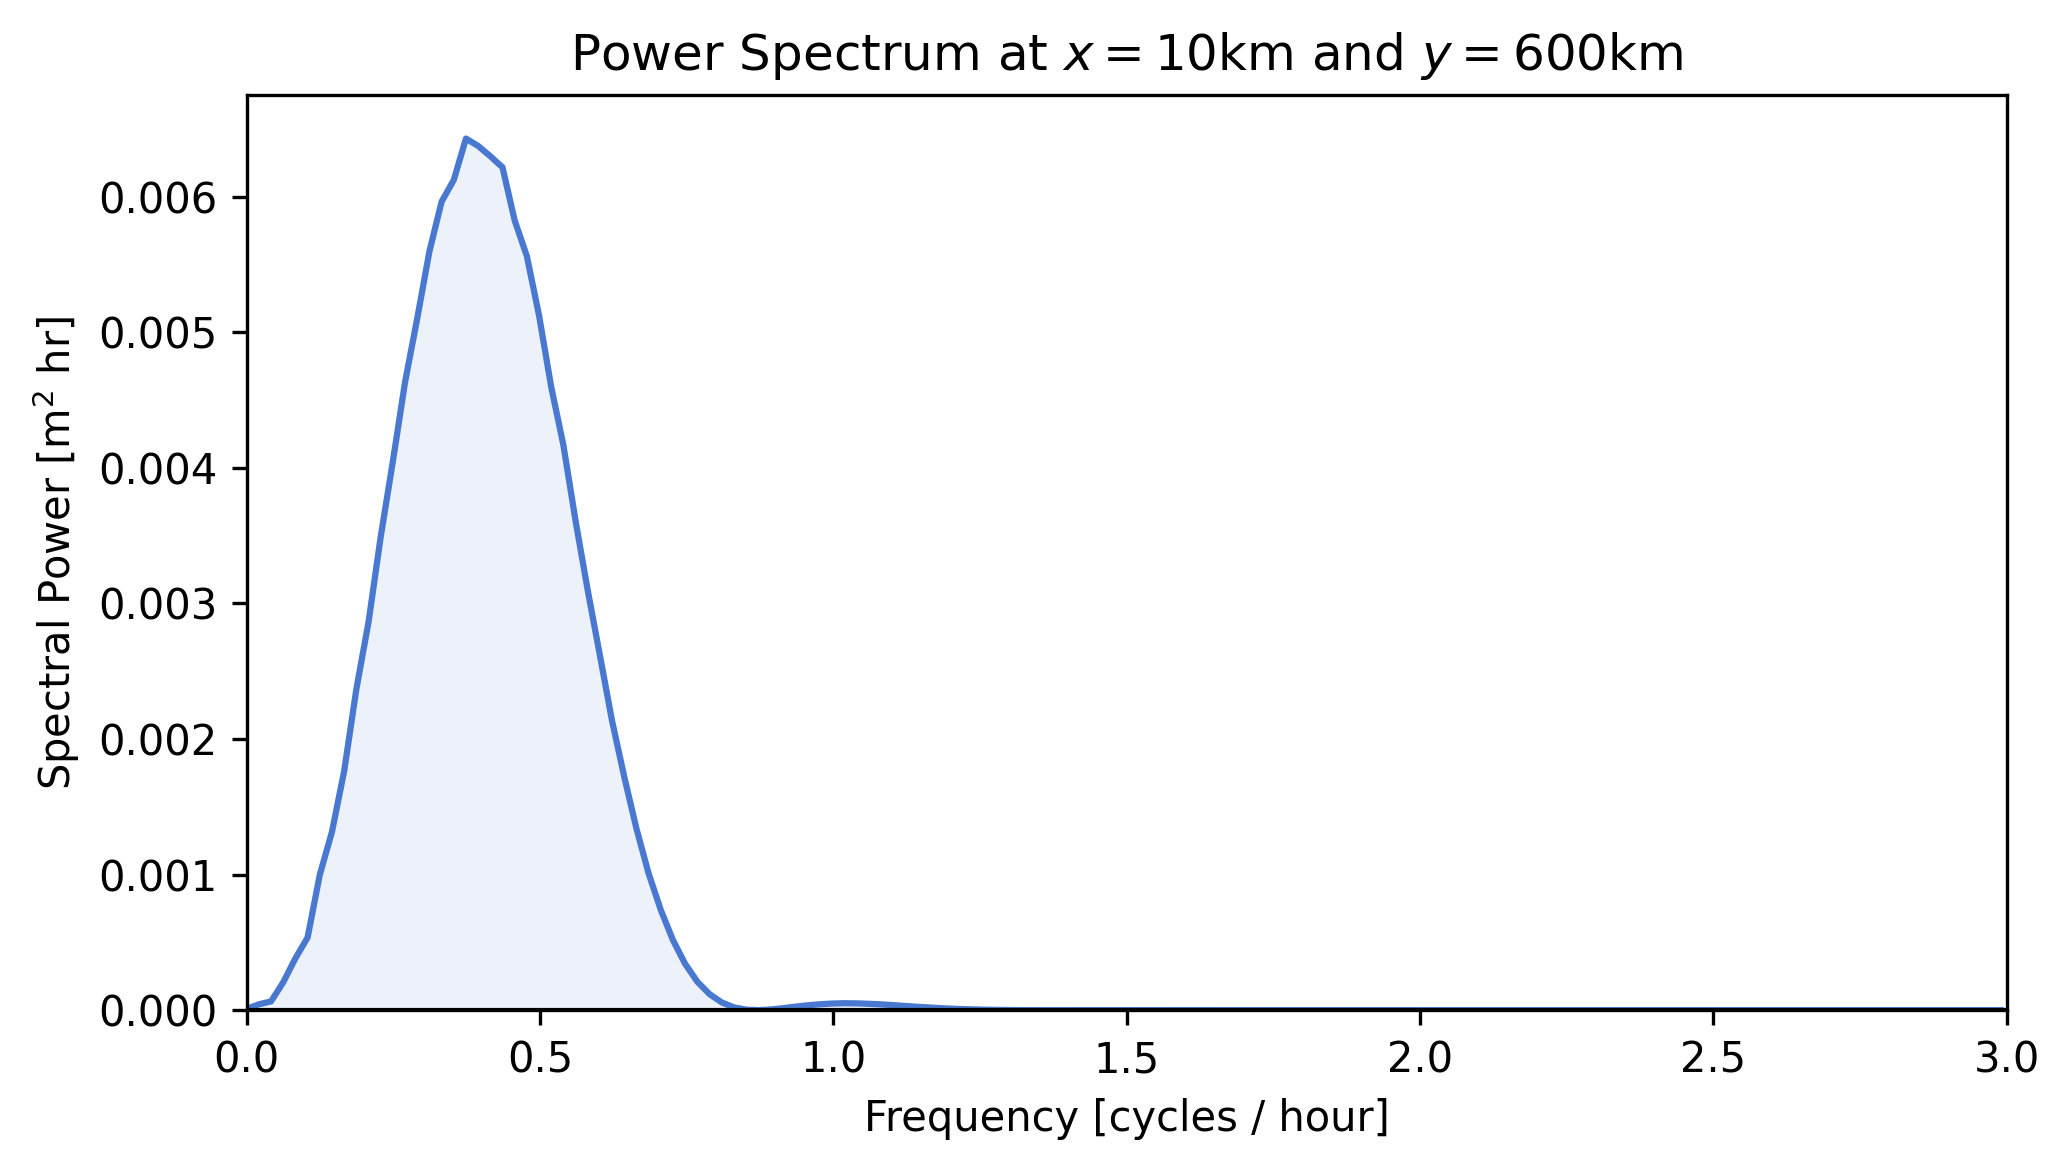 Power Spectrum at x = 10km and y = 600km
Spectral Power [m² hr]
0.006
0.005
0.004
0.003
0.002
0.001
0.000
0.0 0.5 1.0 1.5 2.0 2.5 3.0
Frequency [cycles / hour]